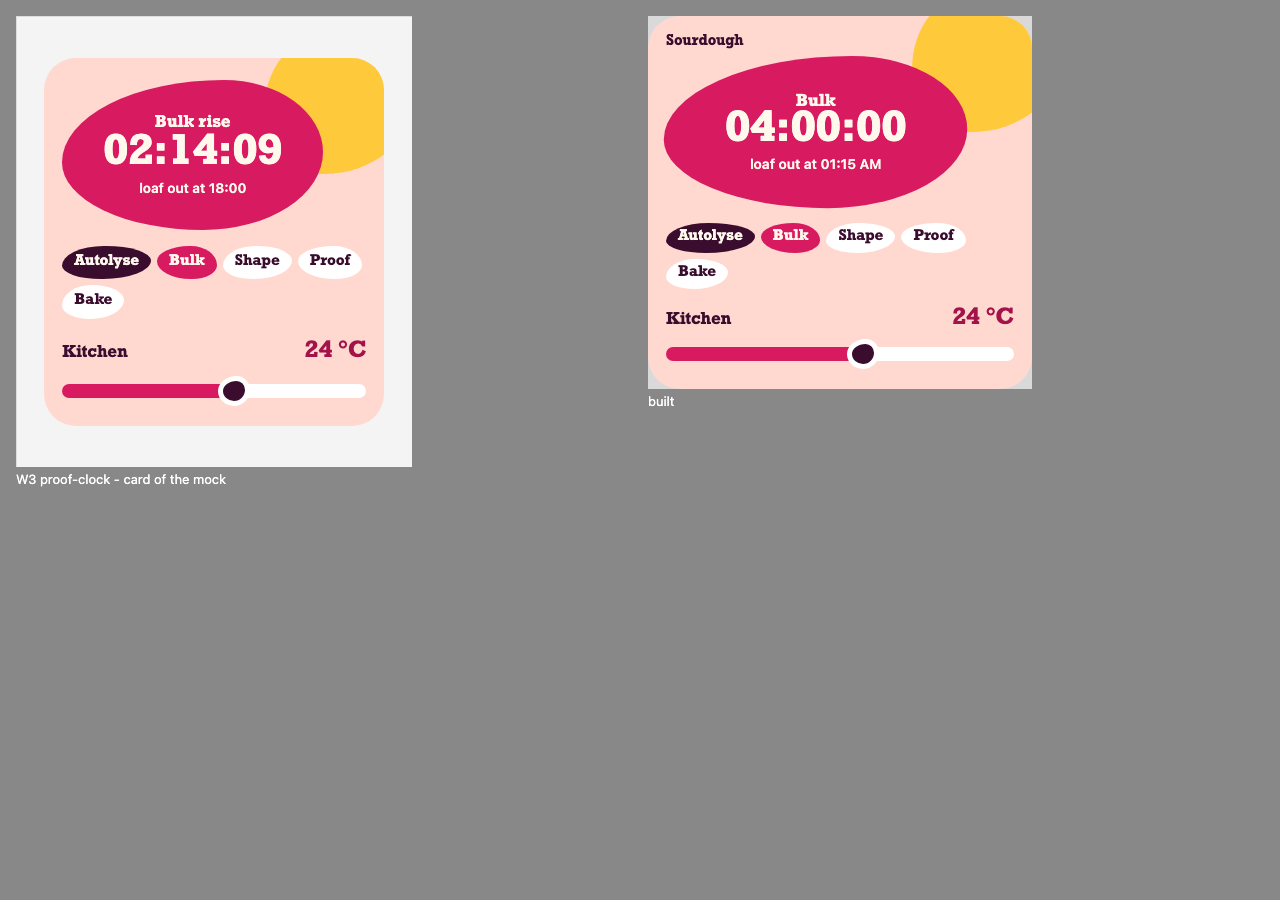 Bulk rise
02:14:09
loaf out at 18:00
Autolyse Bulk Shape Proof
Bake
Kitchen 24 °C
W3 proof-clock - card of the mock
Sourdough
Bulk
04:00:00
loaf out at 01:15 AM
Autolyse Bulk Shape Proof
Bake
Kitchen 24 °C
built